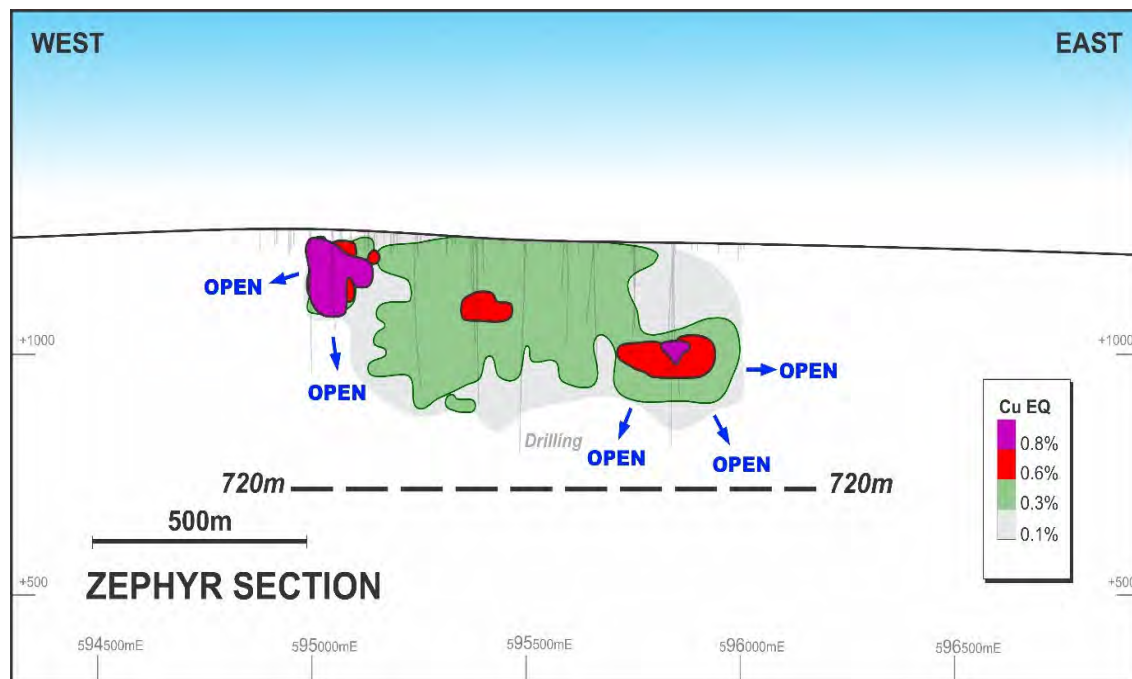 WEST
EAST
OPEN
OPEN
+1000
+1000
OPEN
Cu EQ
0.8%
0.6%
0.3%
0.1%
Drilling
OPEN
OPEN
720m
720m
500m
+500
+500
ZEPHYR SECTION
594500mE
595000mE
595500mE
596000mE
596500mE